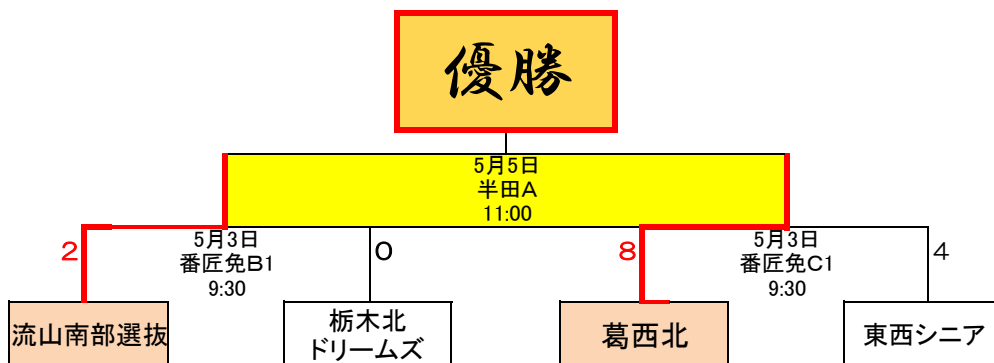 優勝
5月5日
半田A
11:00
2
5月3日
番匠免B1
9:30
0
8
5月3日
番匠免C1
9:30
4
流山南部選抜
栃木北
ドリームズ
葛西北
東西シニア